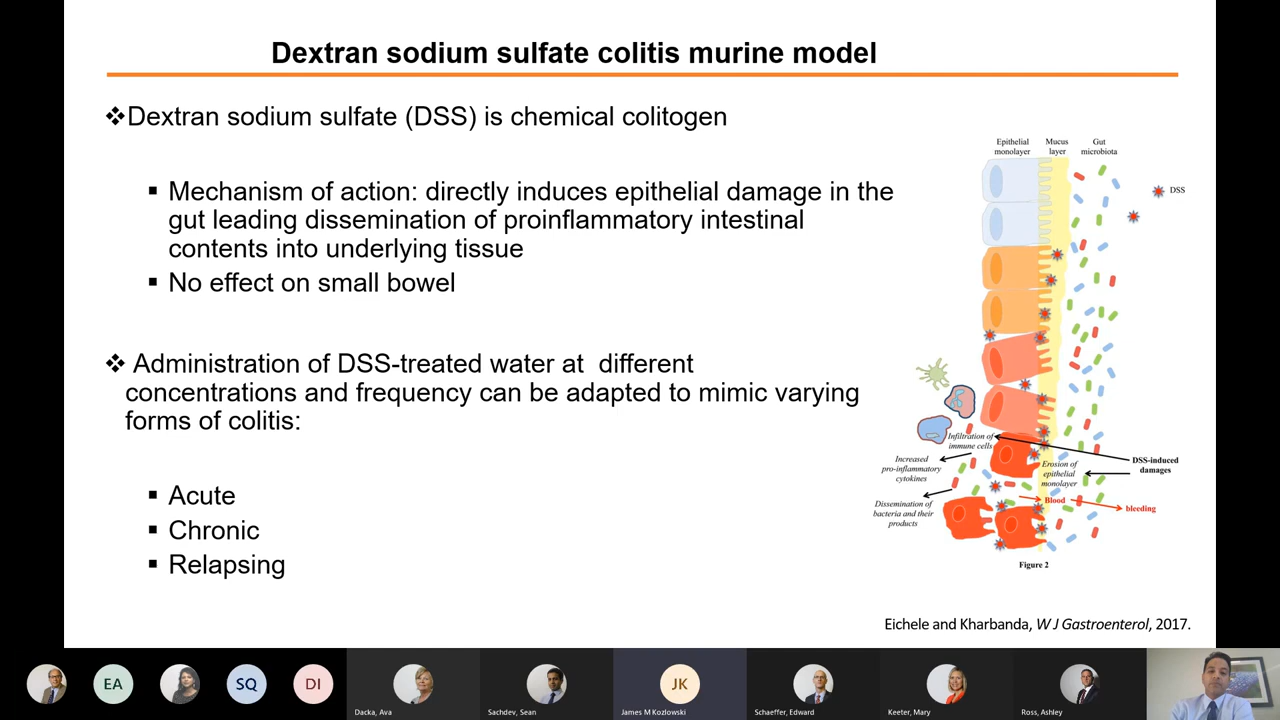 Dextran sodium sulfate colitis murine model
❖Dextran sodium sulfate (DSS) is chemical colitogen
▪ Mechanism of action: directly induces epithelial damage in the
gut leading dissemination of proinflammatory intestinal
contents into underlying tissue
▪ No effect on small bowel
❖ Administration of DSS-treated water at different
concentrations and frequency can be adapted to mimic varying
forms of colitis:
▪ Acute
▪ Chronic
▪ Relapsing
Epithelial
monolayer
Mucus
layer
Gut
microbiota
DSS
Infiltration of
immune cells
Increased
pro-inflammatory
cytokines
Dissemination of
bacteria and their
products
Erosion of
epithelial
monolayer
DSS-induced
damages
Blood
bleeding
Figure 2
Eichele and Kharbanda, W J Gastroenterol, 2017.
EA
SQ
DI
JK
Dacka, Ava
Sachdev, Sean
James M Kozlowski
Schaeffer, Edward
Keeter, Mary
Ross, Ashley